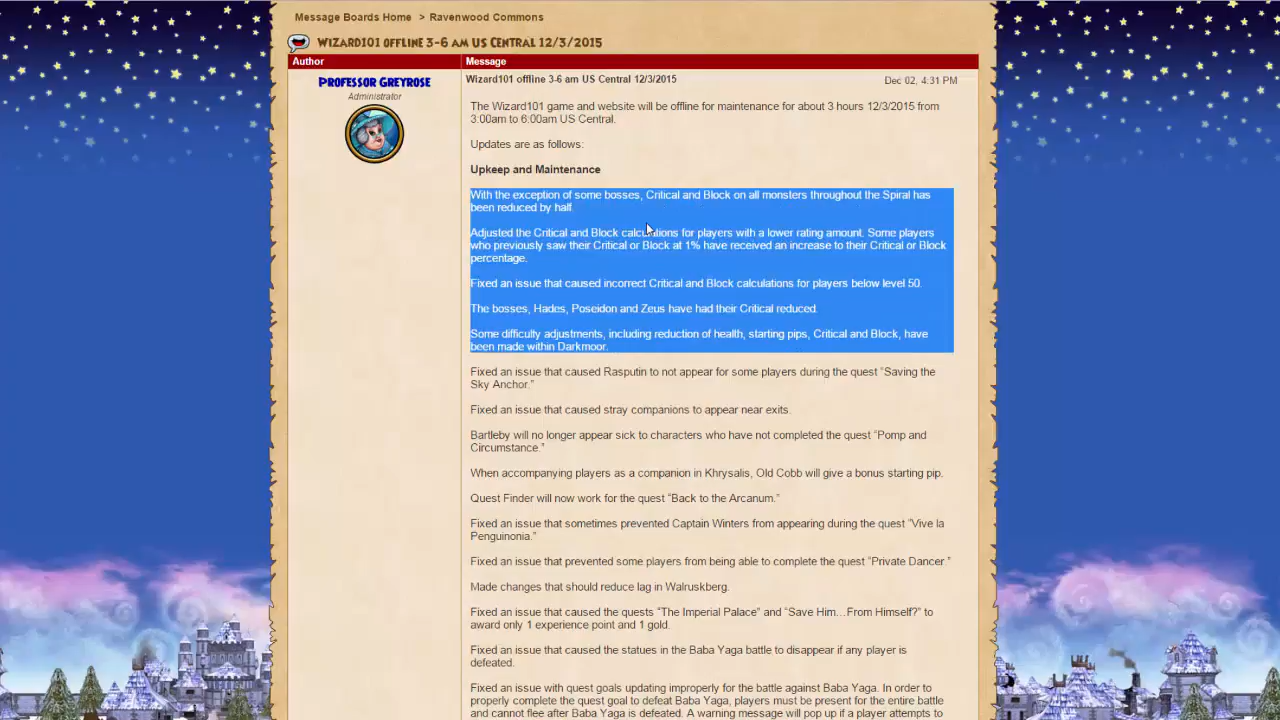 Message Boards Home > Ravenwood Commons
Wizard101 offline 3-6 am US Central 12/3/2015
Author
Message
Professor Greyrose
Administrator
Wizard101 offline 3-6 am US Central 12/3/2015
Dec 02, 4:31 PM
The Wizard101 game and website will be offline for maintenance for about 3 hours 12/3/2015 from
3:00am to 6:00am US Central.
Updates are as follows:
Upkeep and Maintenance
With the exception of some bosses, Critical and Block on all monsters throughout the Spiral has
been reduced by half.
Adjusted the Critical and Block calculations for players with a lower rating amount. Some players
who previously saw their Critical or Block at 1% have received an increase to their Critical or Block
percentage.
Fixed an issue that caused incorrect Critical and Block calculations for players below level 50.
The bosses, Hades, Poseidon and Zeus have had their Critical reduced.
Some difficulty adjustments, including reduction of health, starting pips, Critical and Block, have
been made within Darkmoor.
Fixed an issue that caused Rasputin to not appear for some players during the quest “Saving the
Sky Anchor.”
Fixed an issue that caused stray companions to appear near exits.
Bartleby will no longer appear sick to characters who have not completed the quest “Pomp and
Circumstance.”
When accompanying players as a companion in Khrysalis, Old Cobb will give a bonus starting pip.
Quest Finder will now work for the quest “Back to the Arcanum.”
Fixed an issue that sometimes prevented Captain Winters from appearing during the quest “Vive la
Penguinonia.”
Fixed an issue that prevented some players from being able to complete the quest “Private Dancer.”
Made changes that should reduce lag in Walruskberg.
Fixed an issue that caused the quests “The Imperial Palace” and “Save Him…From Himself?” to
award only 1 experience point and 1 gold.
Fixed an issue that caused the statues in the Baba Yaga battle to disappear if any player is
defeated.
Fixed an issue with quest goals updating improperly for the battle against Baba Yaga. In order to
properly complete the quest goal to defeat Baba Yaga, players must be present for the entire battle
and cannot flee after Baba Yaga is defeated. A warning message will pop up if a player attempts to